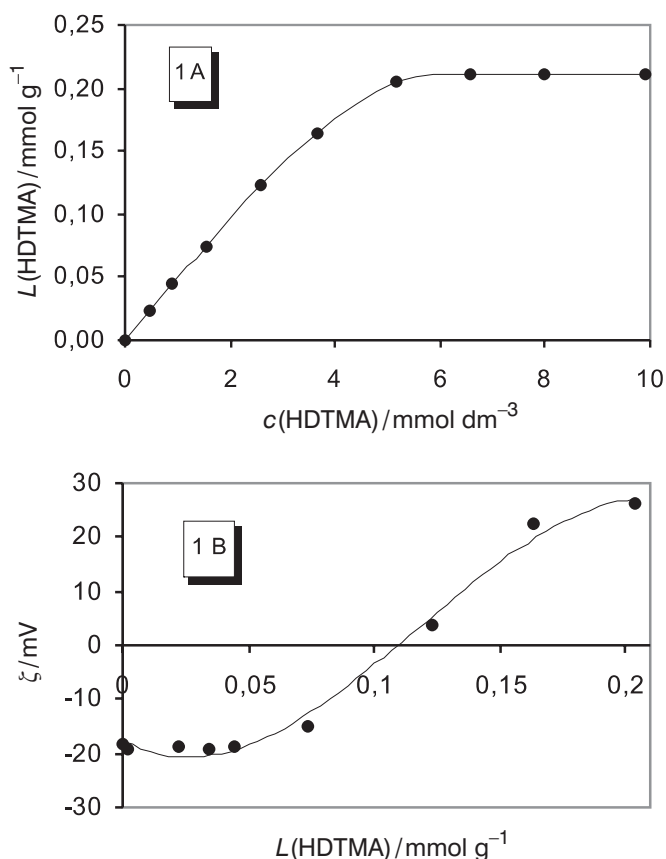 1 A
L(HDTMA)/mmol g⁻¹
0,25
0,20
0,15
0,10
0,05
0,00
0 2 4 6 8 10
c(HDTMA)/mmol dm⁻³
1 B
ζ/mV
30
20
10
0
-10
-20
-30
0 0,05 0,1 0,15 0,2
L(HDTMA)/mmol g⁻¹